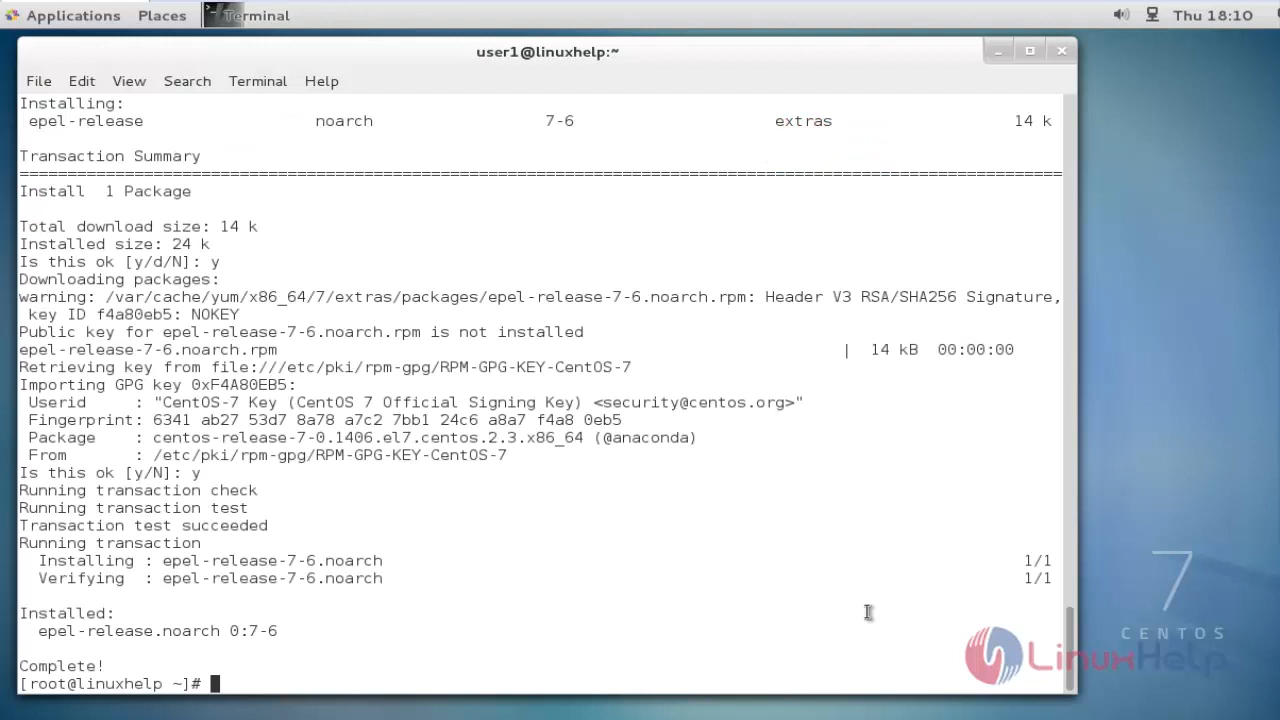 Applications Places Terminal Thu 18:10
user1@linuxhelp:~
File Edit View Search Terminal Help
Installing:
epel-release noarch 7-6 extras 14 k
Transaction Summary
================================================================================
Install 1 Package
Total download size: 14 k
Installed size: 24 k
Is this ok [y/d/N]: y
Downloading packages:
warning: /var/cache/yum/x86_64/7/extras/packages/epel-release-7-6.noarch.rpm: Header V3 RSA/SHA256 Signature,
key ID f4a80eb5: NOKEY
Public key for epel-release-7-6.noarch.rpm is not installed
epel-release-7-6.noarch.rpm | 14 kB 00:00:00
Retrieving key from file:///etc/pki/rpm-gpg/RPM-GPG-KEY-CentOS-7
Importing GPG key 0xF4A80EB5:
Userid : "CentOS-7 Key (CentOS 7 Official Signing Key) <security@centos.org>"
Fingerprint: 6341 ab27 53d7 8a78 a7c2 7bb1 24c6 a8a7 f4a8 0eb5
Package : centos-release-7-0.1406.el7.centos.2.3.x86_64 (@anaconda)
From : /etc/pki/rpm-gpg/RPM-GPG-KEY-CentOS-7
Is this ok [y/N]: y
Running transaction check
Running transaction test
Transaction test succeeded
Running transaction
Installing : epel-release-7-6.noarch 1/1
Verifying : epel-release-7-6.noarch 1/1
Installed:
epel-release.noarch 0:7-6
Complete!
[root@linuxhelp ~]#
7
CENTOS
LinuxHelp